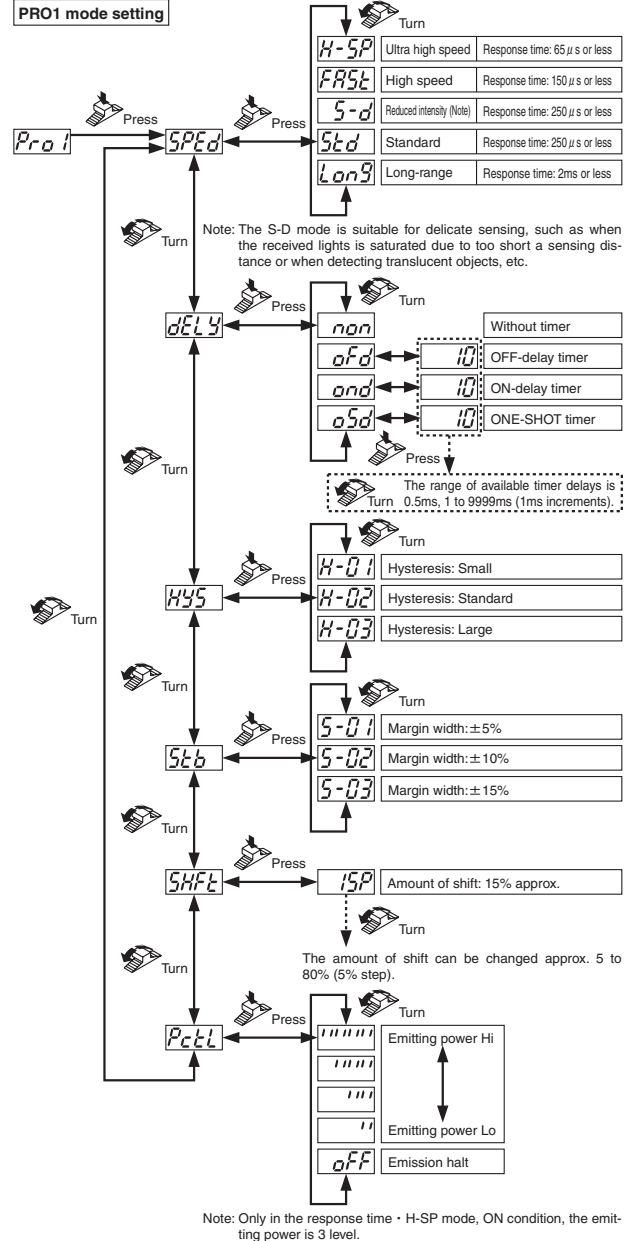 PRO1 mode setting
Turn
H-SP Ultra high speed Response time: 65 μ s or less
FASt High speed Response time: 150 μ s or less
Press
Press
S-d Reduced intensity (Note) Response time: 250 μ s or less
Pro1
SPEd
Std Standard Response time: 250 μ s or less
Long Long-range Response time: 2ms or less
Turn
Note: The S-D mode is suitable for delicate sensing, such as when
the received lights is saturated due to too short a sensing dis-
tance or when detecting translucent objects, etc.
Press
Turn
dELY
non Without timer
oFd 10 OFF-delay timer
ond 10 ON-delay timer
oSd 10 ONE-SHOT timer
Press
Turn
Turn
The range of available timer delays is
0.5ms, 1 to 9999ms (1ms increments).
Turn
Press
H-01 Hysteresis: Small
HYS
H-02 Hysteresis: Standard
H-03 Hysteresis: Large
Turn
Turn
Turn
Press
S-01 Margin width:±5%
Stb
S-02 Margin width:±10%
S-03 Margin width:±15%
Turn
Press
SHFt
15P Amount of shift: 15% approx.
Turn
The amount of shift can be changed approx. 5 to
80% (5% step).
Turn
Press
Turn
PctL
Emitting power Hi
Emitting power Lo
oFF Emission halt
Note: Only in the response time・H-SP mode, ON condition, the emit-
ting power is 3 level.